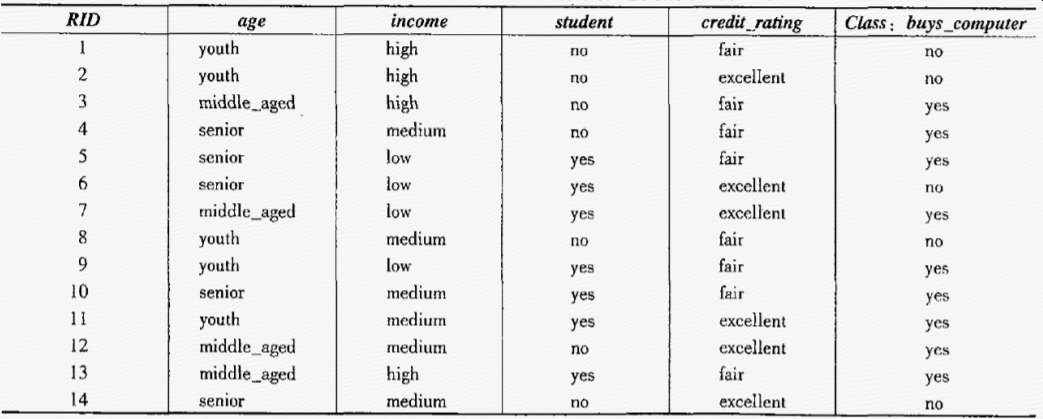 RID age income student credit_rating Class: buys_computer
1 youth high no fair no
2 youth high no excellent no
3 middle_aged high no fair yes
4 senior medium no fair yes
5 senior low yes fair yes
6 senior low yes excellent no
7 middle_aged low yes excellent yes
8 youth medium no fair no
9 youth low yes fair yes
10 senior medium yes fair yes
11 youth medium yes excellent yes
12 middle_aged medium no excellent yes
13 middle_aged high yes fair yes
14 senior medium no excellent no